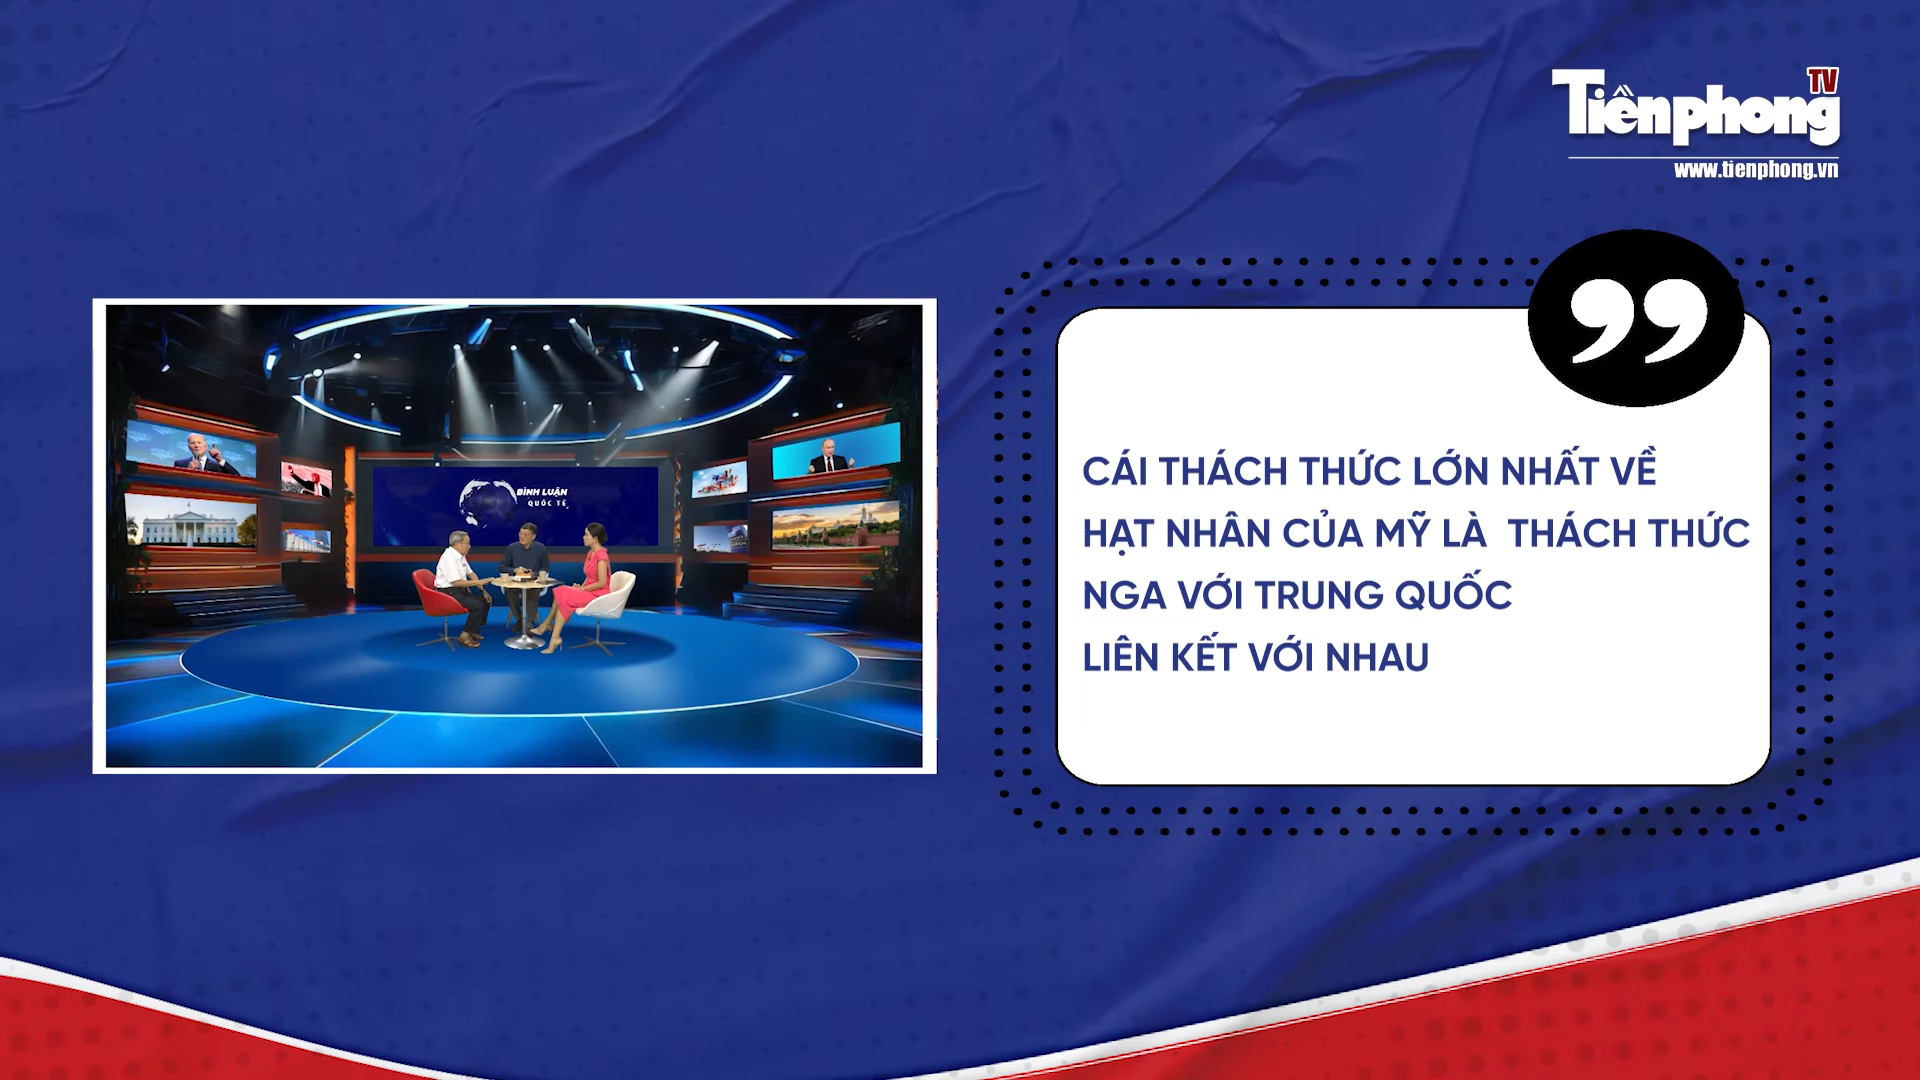 Tiềnphong TV
www.tienphong.vn
BÌNH LUẬN
QUỐC TẾ
CÁI THÁCH THỨC LỚN NHẤT VỀ
HẠT NHÂN CỦA MỸ LÀ THÁCH THỨC
NGA VỚI TRUNG QUỐC
LIÊN KẾT VỚI NHAU